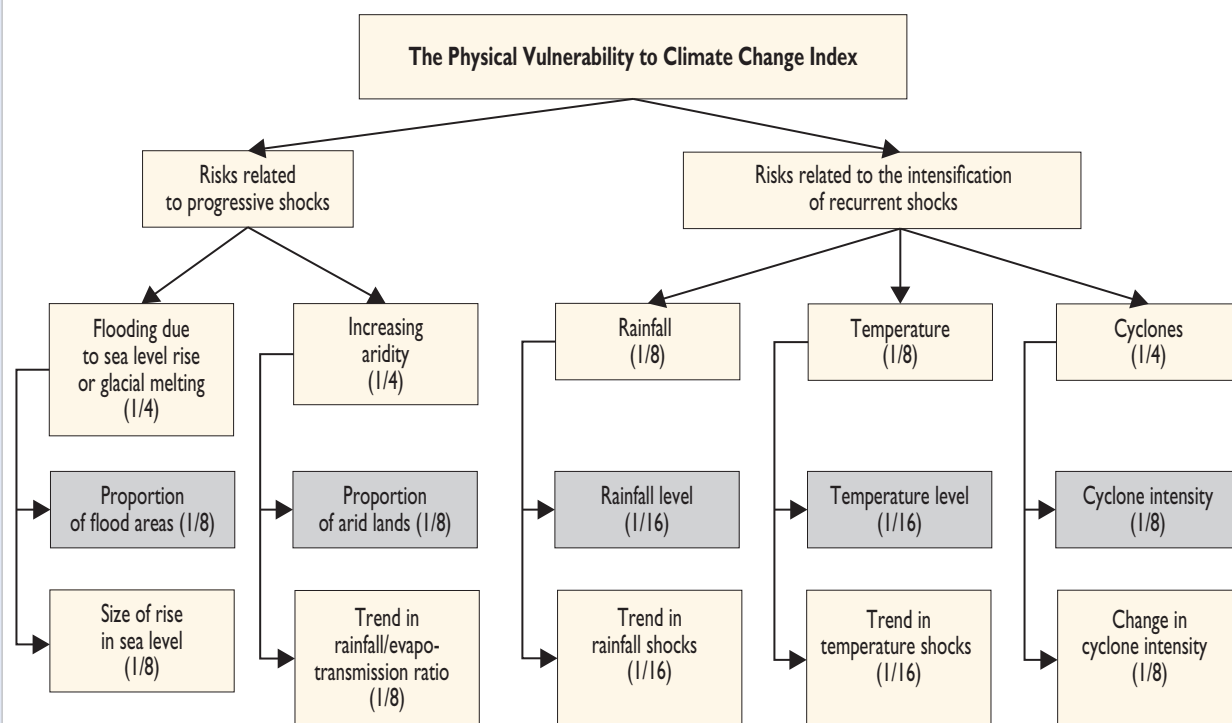 The Physical Vulnerability to Climate Change Index
Risks related
to progressive shocks
Risks related to the intensification
of recurrent shocks
Flooding due
to sea level rise
or glacial melting
(1/4)
Increasing
aridity
(1/4)
Rainfall
(1/8)
Temperature
(1/8)
Cyclones
(1/4)
Proportion
of flood areas (1/8)
Proportion
of arid lands (1/8)
Rainfall level
(1/16)
Temperature level
(1/16)
Cyclone intensity
(1/8)
Size of rise
in sea level
(1/8)
Trend in
rainfall/evapo-
transmission ratio
(1/8)
Trend in
rainfall shocks
(1/16)
Trend in
temperature shocks
(1/16)
Change in
cyclone intensity
(1/8)